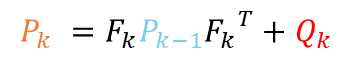 P_k = F_k P_{k-1} F_k^T + Q_k